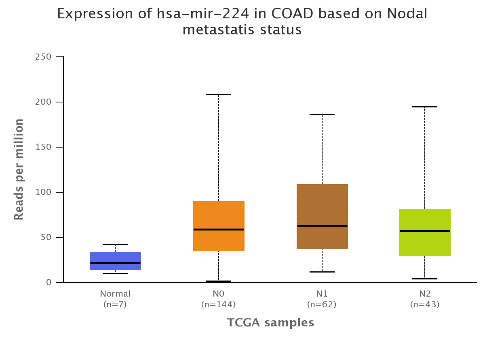 Expression of hsa-mir-224 in COAD based on Nodal
metastatis status
Reads per million
250
200
150
100
50
0
Normal
(n=7)
N0
(n=144)
N1
(n=62)
N2
(n=43)
TCGA samples